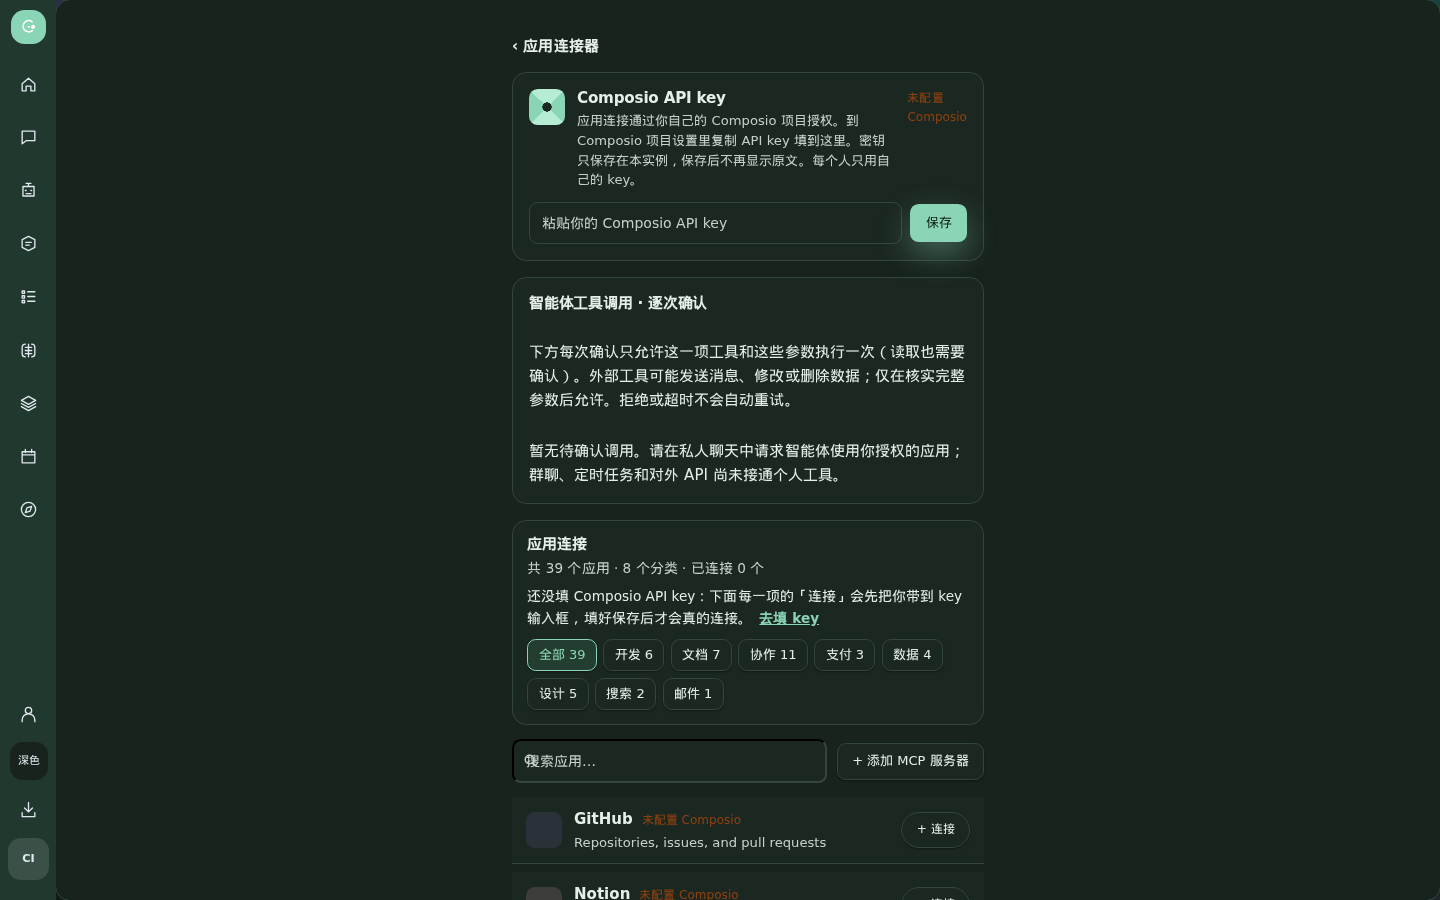 ‹ 应用连接器
Composio API key
未配置
Composio
应用连接通过你自己的 Composio 项目授权。到
Composio 项目设置里复制 API key 填到这里。密钥
只保存在本实例，保存后不再显示原文。每个人只用自
己的 key。
粘贴你的 Composio API key
保存
智能体工具调用 · 逐次确认
下方每次确认只允许这一项工具和这些参数执行一次（读取也需要
确认）。外部工具可能发送消息、修改或删除数据；仅在核实完整
参数后允许。拒绝或超时不会自动重试。
暂无待确认调用。请在私人聊天中请求智能体使用你授权的应用；
群聊、定时任务和对外 API 尚未接通个人工具。
应用连接
共 39 个应用 · 8 个分类 · 已连接 0 个
还没填 Composio API key：下面每一项的「连接」会先把你带到 key
输入框，填好保存后才会真的连接。 去填 key
全部 39 开发 6 文档 7 协作 11 支付 3 数据 4
设计 5 搜索 2 邮件 1
搜索应用...
+ 添加 MCP 服务器
GitHub 未配置 Composio
Repositories, issues, and pull requests
+ 连接
Notion 未配置 Composio
深色
CI